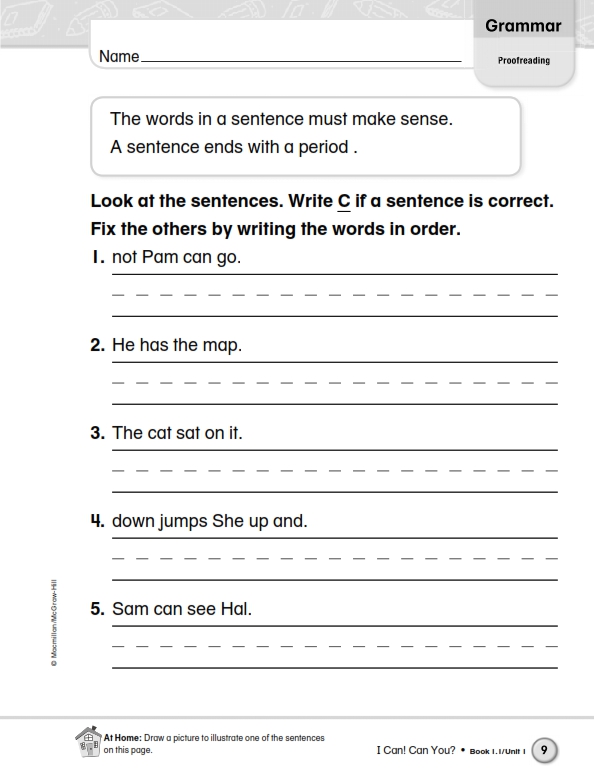 Grammar
Proofreading
Name
The words in a sentence must make sense.
A sentence ends with a period .
Look at the sentences. Write C if a sentence is correct.
Fix the others by writing the words in order.
1. not Pam can go.
2. He has the map.
3. The cat sat on it.
4. down jumps She up and.
5. Sam can see Hal.
© Macmillan/McGraw-Hill
At Home: Draw a picture to illustrate one of the sentences
on this page.
I Can! Can You? • Book 1.1/Unit 1 9